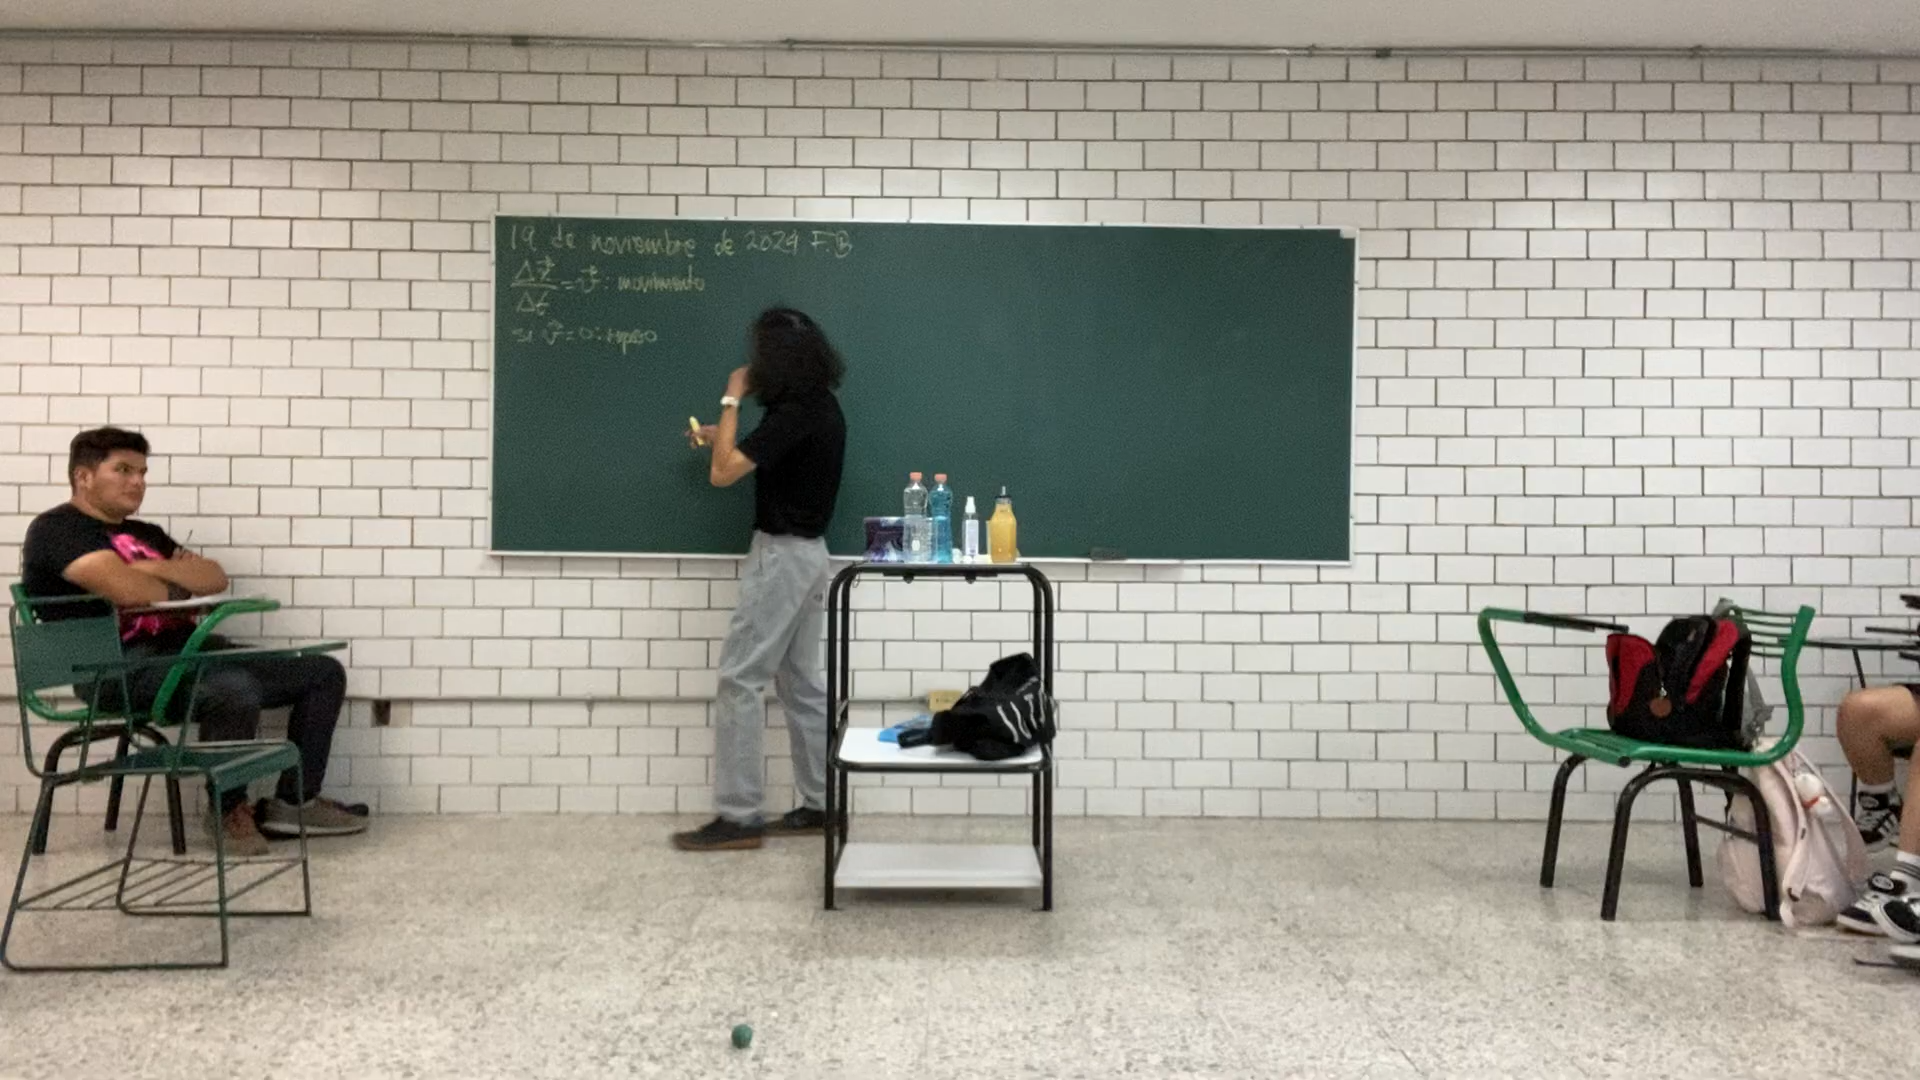 19 de noviembre de 2024 F.B
Δr⃗/Δt = v⃗: movimiento
si v⃗ = 0: reposo